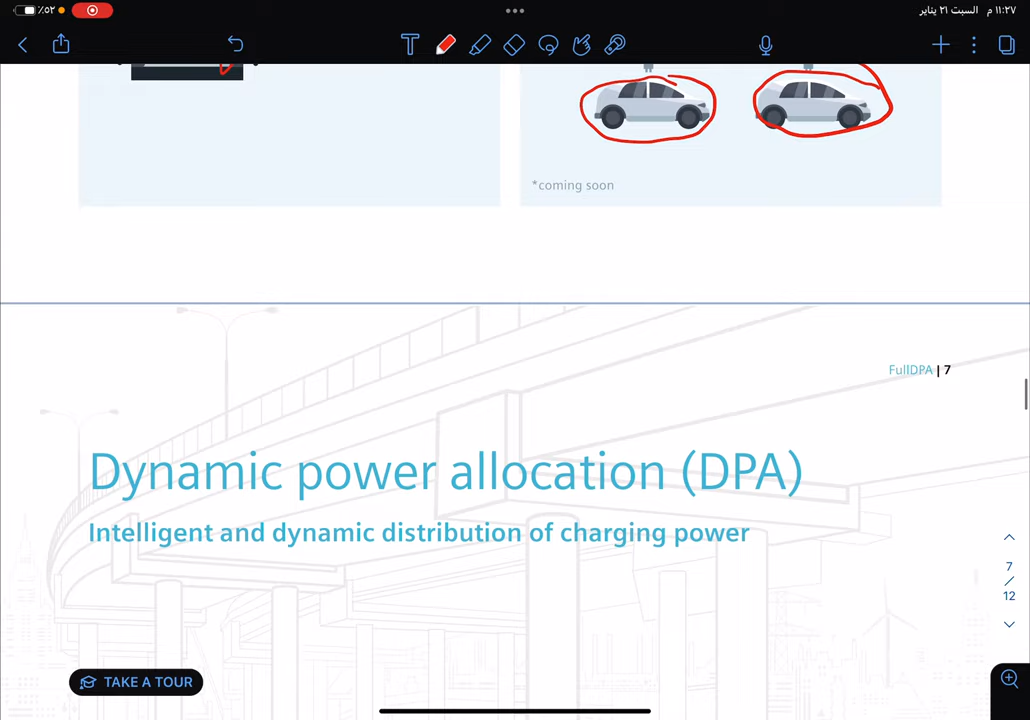 ٪٥٢
١١:٢٧ م السبت ٢١ يناير
*coming soon
FullDPA | 7
Dynamic power allocation (DPA)
Intelligent and dynamic distribution of charging power
7
/
12
TAKE A TOUR